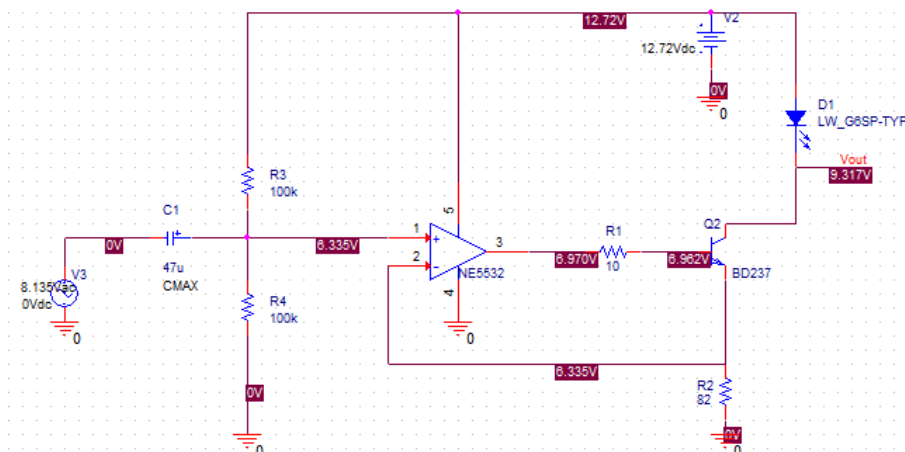 12.72V
V2
12.72Vdc
0V
0
D1
LW_G6SP-TYP
Vout
9.317V
R3
100k
C1
0V
47u
CMAX
6.335V
1
+
5
3
2
-
4
NE5532
0
6.970V
R1
10
6.962V
Q2
BD237
V3
8.135Vac
0Vdc
0
R4
100k
0V
0
6.335V
R2
82
0V
0